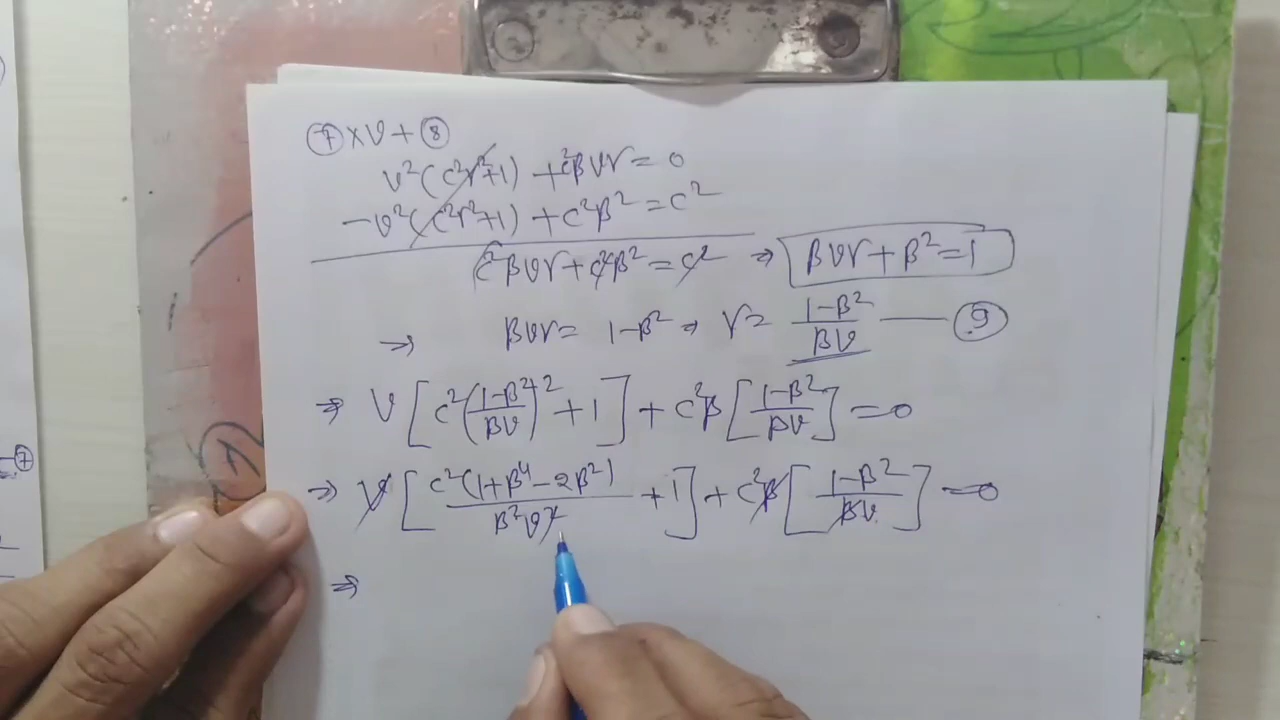 ⑦ × v + ⑧
v²(c²r²+1) + c²βvr = 0
-v²(c²r²+1) + c²β² = c²
c²βvr + c²β² = c² ⇒ βvr + β² = 1
⇒ βvr = 1-β² ⇒ r = (1-β²)/(βv) — ⑨
⇒ v[c²((1-β²)/(βv))² + 1] + c²β[(1-β²)/(βv)] = 0
⇒ v[c²(1+β⁴-2β²)/(β²v²) + 1] + c²β[(1-β²)/(βv)] = 0
⇒
⑦